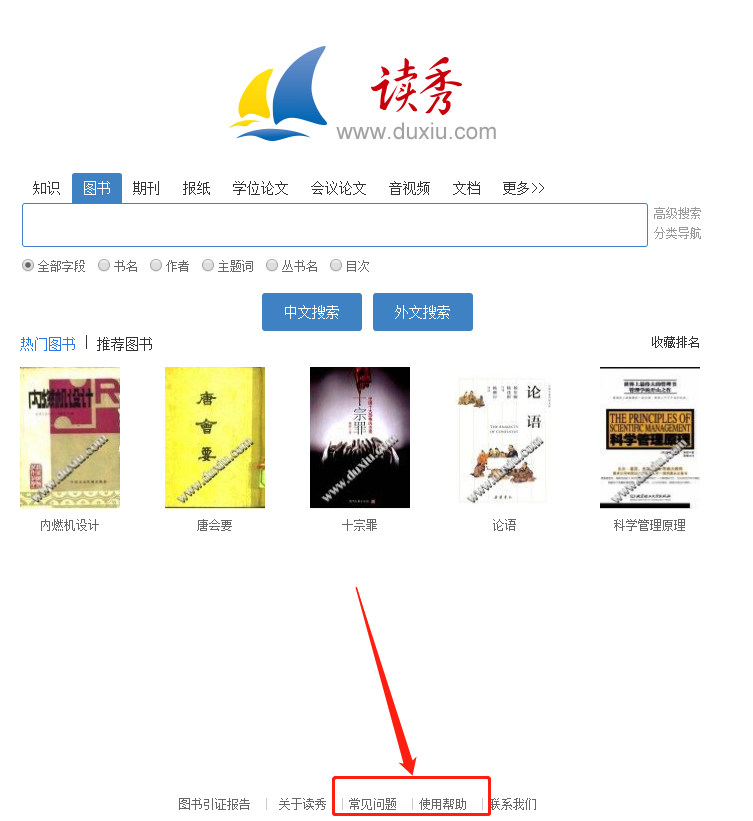 读秀
www.duxiu.com
知识 图书 期刊 报纸 学位论文 会议论文 音视频 文档 更多>>
高级搜索
分类导航
全部字段 书名 作者 主题词 丛书名 目次
中文搜索 外文搜索
热门图书 | 推荐图书 收藏排名
内燃机设计
www.duxiu.com
唐會要
www.duxiu.com
十宗罪
www.duxiu.com
论语
THE ANALECTS OF CONFUCIUS
www.duxiu.com
THE PRINCIPLES OF
SCIENTIFIC MANAGEMENT
科学管理原理
www.duxiu.com
内燃机设计 唐会要 十宗罪 论语 科学管理原理
图书引证报告 | 关于读秀 | 常见问题 | 使用帮助 | 联系我们